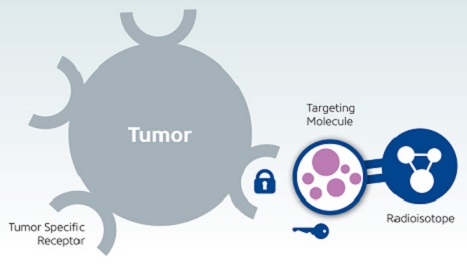 Tumor
Targeting
Molecule
Radioisotope
Tumor Specific
Receptor